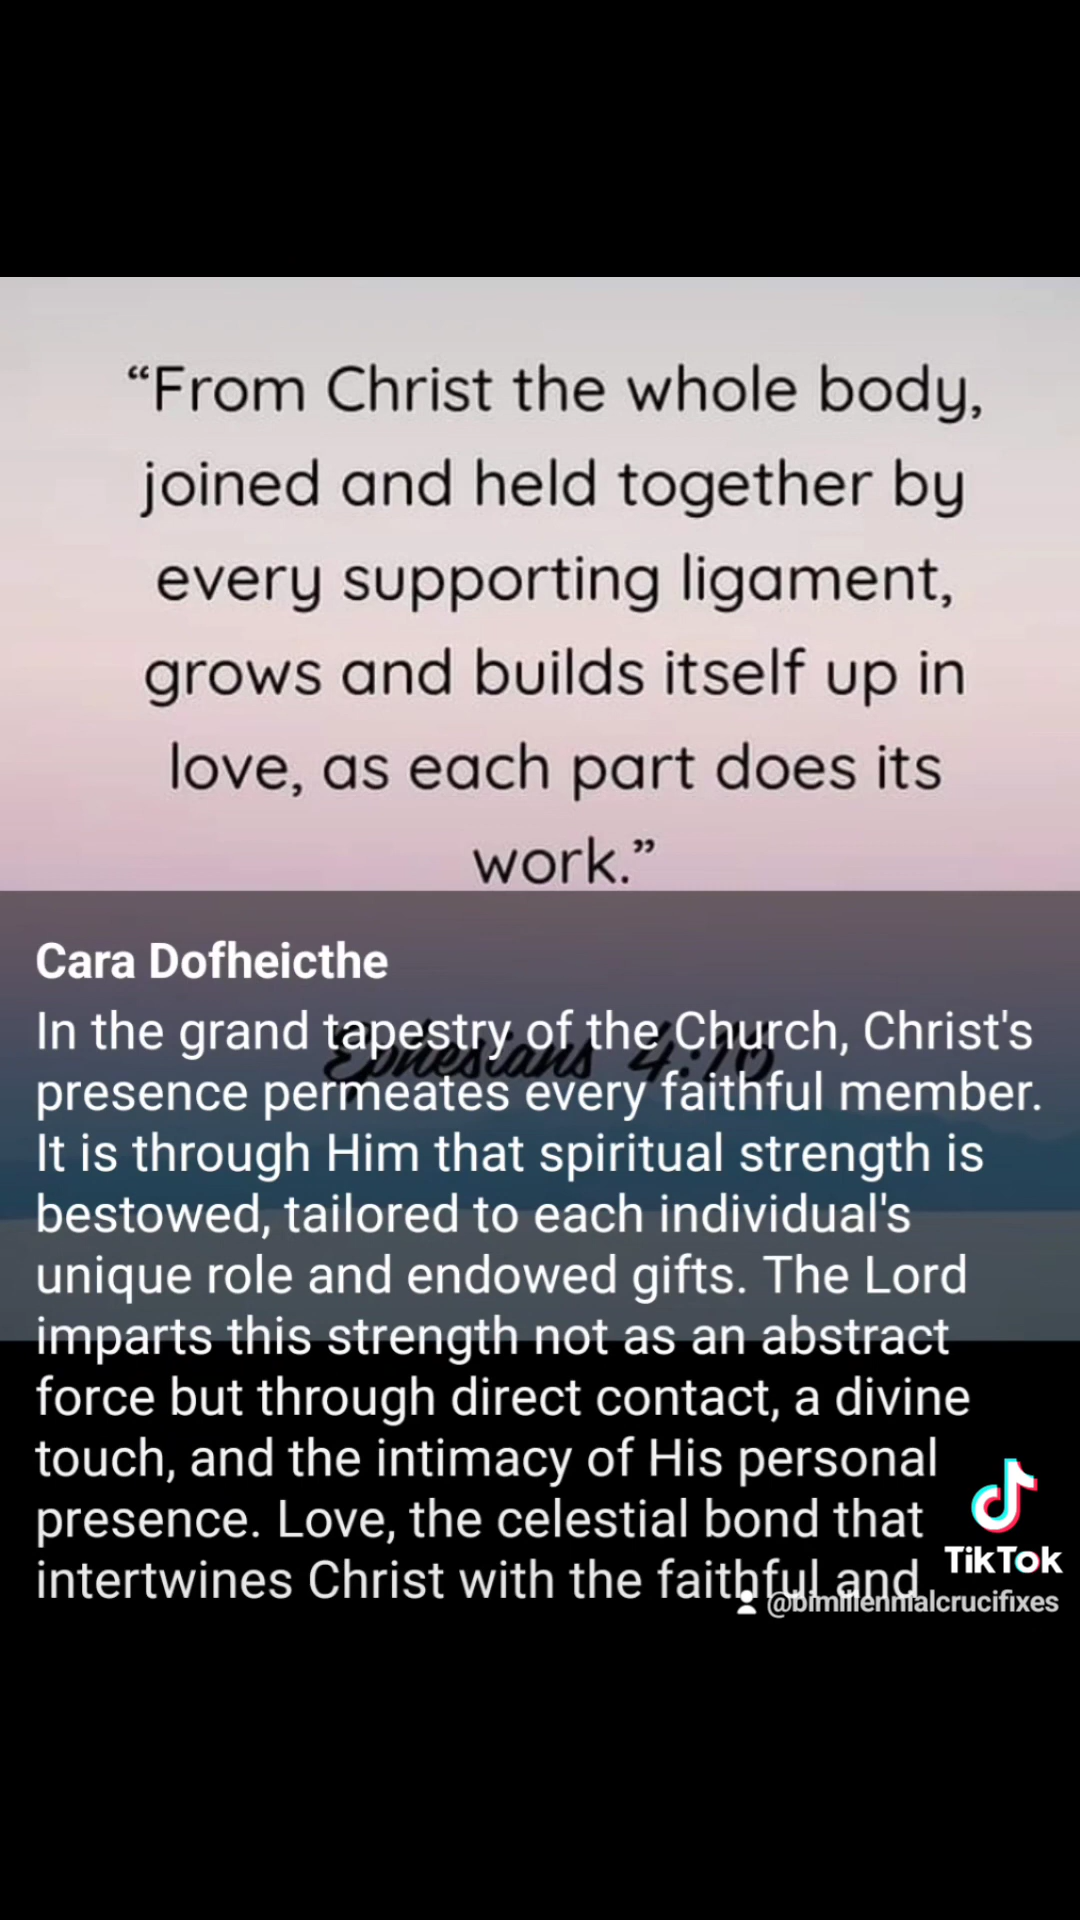 “From Christ the whole body,
joined and held together by
every supporting ligament,
grows and builds itself up in
love, as each part does its
work.”
Ephesians 4:16
Cara Dofheicthe
In the grand tapestry of the Church, Christ's
presence permeates every faithful member.
It is through Him that spiritual strength is
bestowed, tailored to each individual's
unique role and endowed gifts. The Lord
imparts this strength not as an abstract
force but through direct contact, a divine
touch, and the intimacy of His personal
presence. Love, the celestial bond that
intertwines Christ with the faithful and
TikTok
@bimillennialcrucifixes